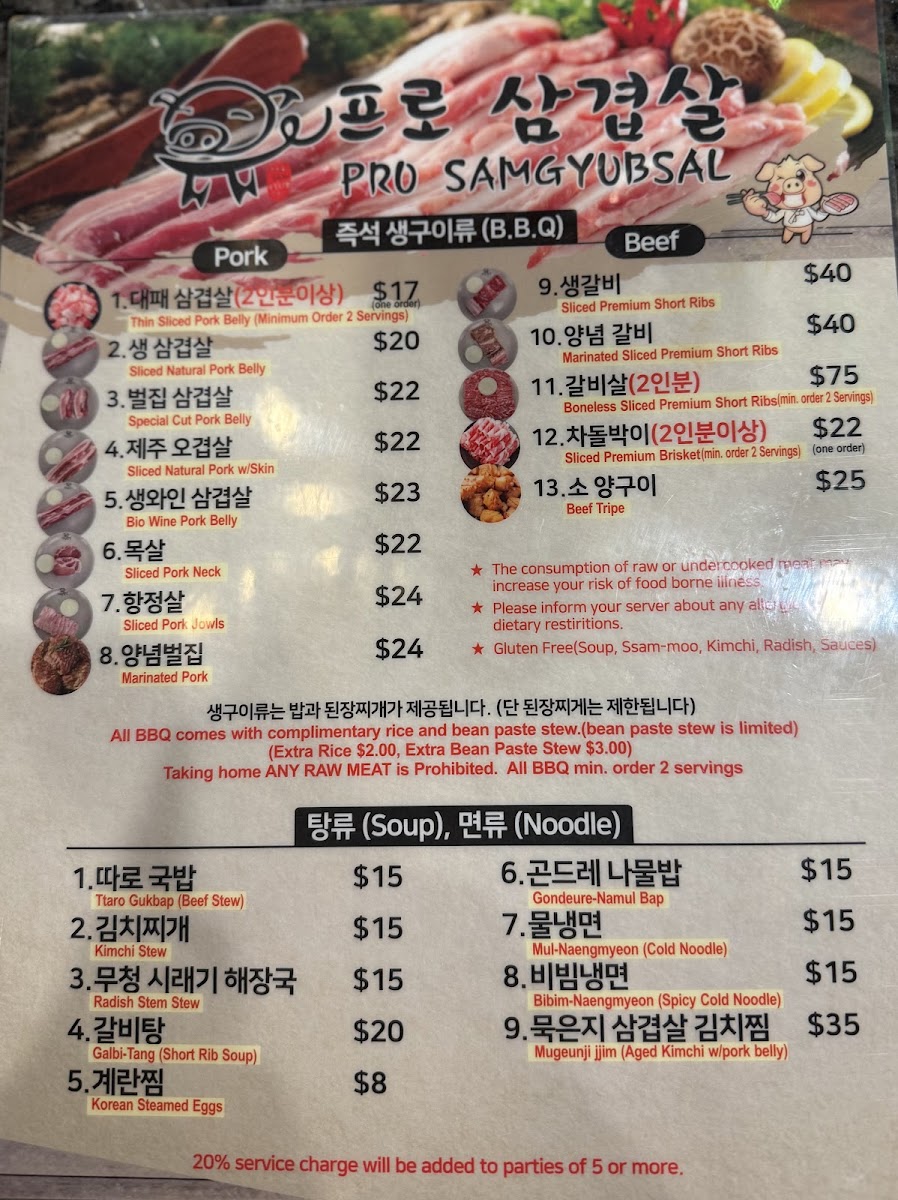 프로 삼겹살
PRO SAMGYUBSAL
즉석 생구이류 (B.B.Q)
Pork
1.대패 삼겹살(2인분이상) $17
(one order)
Thin Sliced Pork Belly (Minimum Order 2 Servings)
2.생 삼겹살 $20
Sliced Natural Pork Belly
3.벌집 삼겹살 $22
Special Cut Pork Belly
4.제주 오겹살 $22
Sliced Natural Pork w/Skin
5.생와인 삼겹살 $23
Bio Wine Pork Belly
6.목살 $22
Sliced Pork Neck
7.항정살 $24
Sliced Pork Jowls
8.양념벌집 $24
Marinated Pork
Beef
9.생갈비 $40
Sliced Premium Short Ribs
10.양념 갈비 $40
Marinated Sliced Premium Short Ribs
11.갈비살(2인분) $75
Boneless Sliced Premium Short Ribs(min. order 2 Servings)
12.차돌박이(2인분이상) $22
Sliced Premium Brisket(min. order 2 Servings) (one order)
13.소 양구이 $25
Beef Tripe
★ The consumption of raw or undercooked meat may
increase your risk of food borne illness
★ Please inform your server about any
dietary restiritions.
★ Gluten Free(Soup, Ssam-moo, Kimchi, Radish, Sauces)
생구이류는 밥과 된장찌개가 제공됩니다. (단 된장찌게는 제한됩니다)
All BBQ comes with complimentary rice and bean paste stew.(bean paste stew is limited)
(Extra Rice $2.00, Extra Bean Paste Stew $3.00)
Taking home ANY RAW MEAT is Prohibited. All BBQ min. order 2 servings
탕류 (Soup), 면류 (Noodle)
1.따로 국밥 $15
Ttaro Gukbap (Beef Stew)
2.김치찌개 $15
Kimchi Stew
3.무청 시래기 해장국 $15
Radish Stem Stew
4.갈비탕 $20
Galbi-Tang (Short Rib Soup)
5.계란찜 $8
Korean Steamed Eggs
6.곤드레 나물밥 $15
Gondeure-Namul Bap
7.물냉면 $15
Mul-Naengmyeon (Cold Noodle)
8.비빔냉면 $15
Bibim-Naengmyeon (Spicy Cold Noodle)
9.묵은지 삼겹살 김치찜 $35
Mugeunji jjim (Aged Kimchi w/pork belly)
20% service charge will be added to parties of 5 or more.